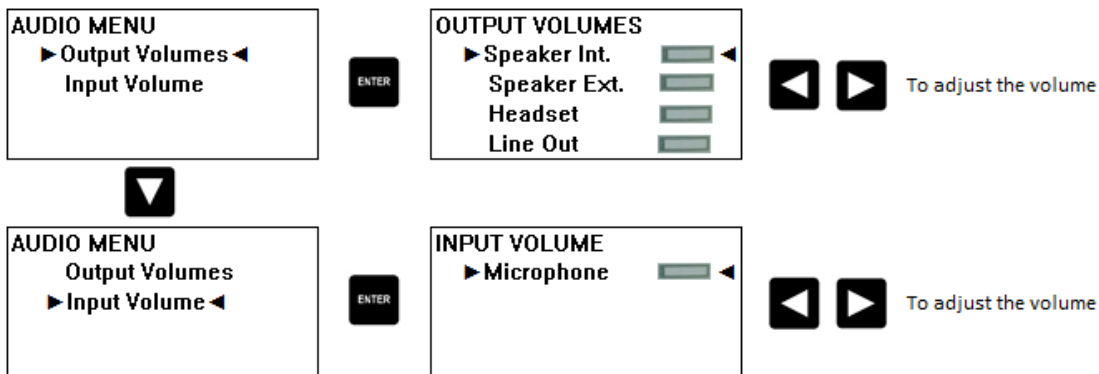 AUDIO MENU
►Output Volumes◄
Input Volume
ENTER
OUTPUT VOLUMES
►Speaker Int. ◄
Speaker Ext.
Headset
Line Out
To adjust the volume
AUDIO MENU
Output Volumes
►Input Volume◄
ENTER
INPUT VOLUME
►Microphone ◄
To adjust the volume